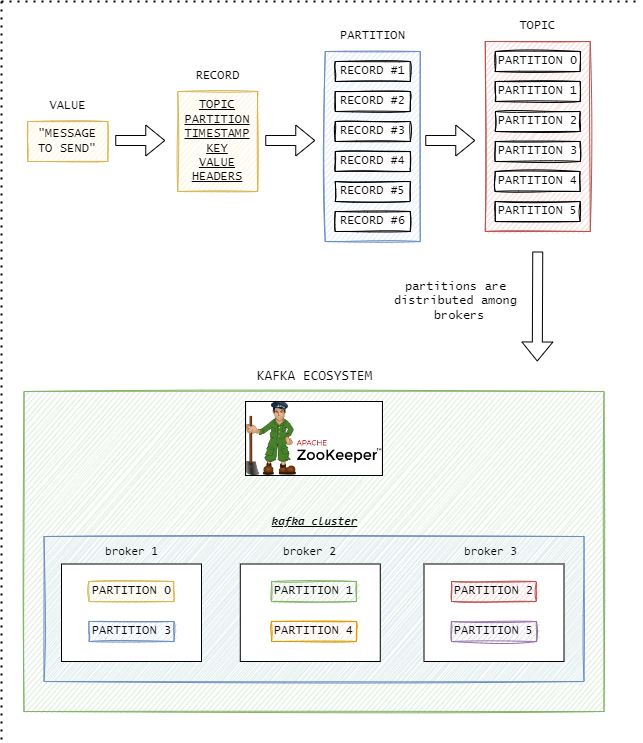 VALUE
"MESSAGE
TO SEND"
RECORD
TOPIC
PARTITION
TIMESTAMP
KEY
VALUE
HEADERS
PARTITION
RECORD #1
RECORD #2
RECORD #3
RECORD #4
RECORD #5
RECORD #6
TOPIC
PARTITION 0
PARTITION 1
PARTITION 2
PARTITION 3
PARTITION 4
PARTITION 5
partitions are
distributed among
brokers
KAFKA ECOSYSTEM
APACHE
ZooKeeper™
kafka cluster
broker 1
PARTITION 0
PARTITION 3
broker 2
PARTITION 1
PARTITION 4
broker 3
PARTITION 2
PARTITION 5